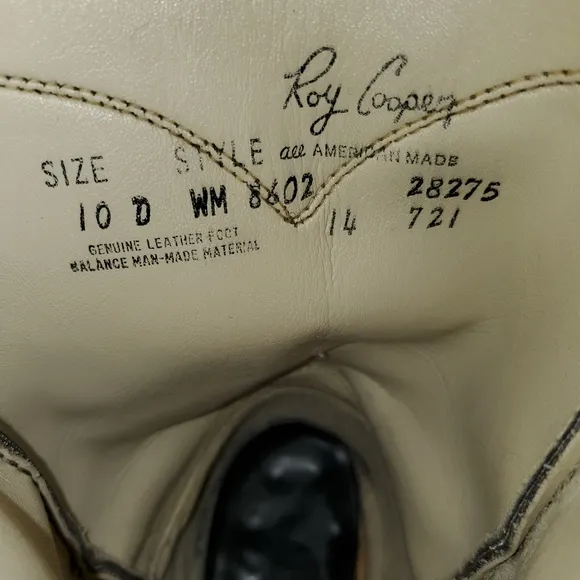 Roy Cooper
SIZE STYLE all AMERICAN MADE
10 D WM 8602 28275
14 721
GENUINE LEATHER FOOT
BALANCE MAN-MADE MATERIAL